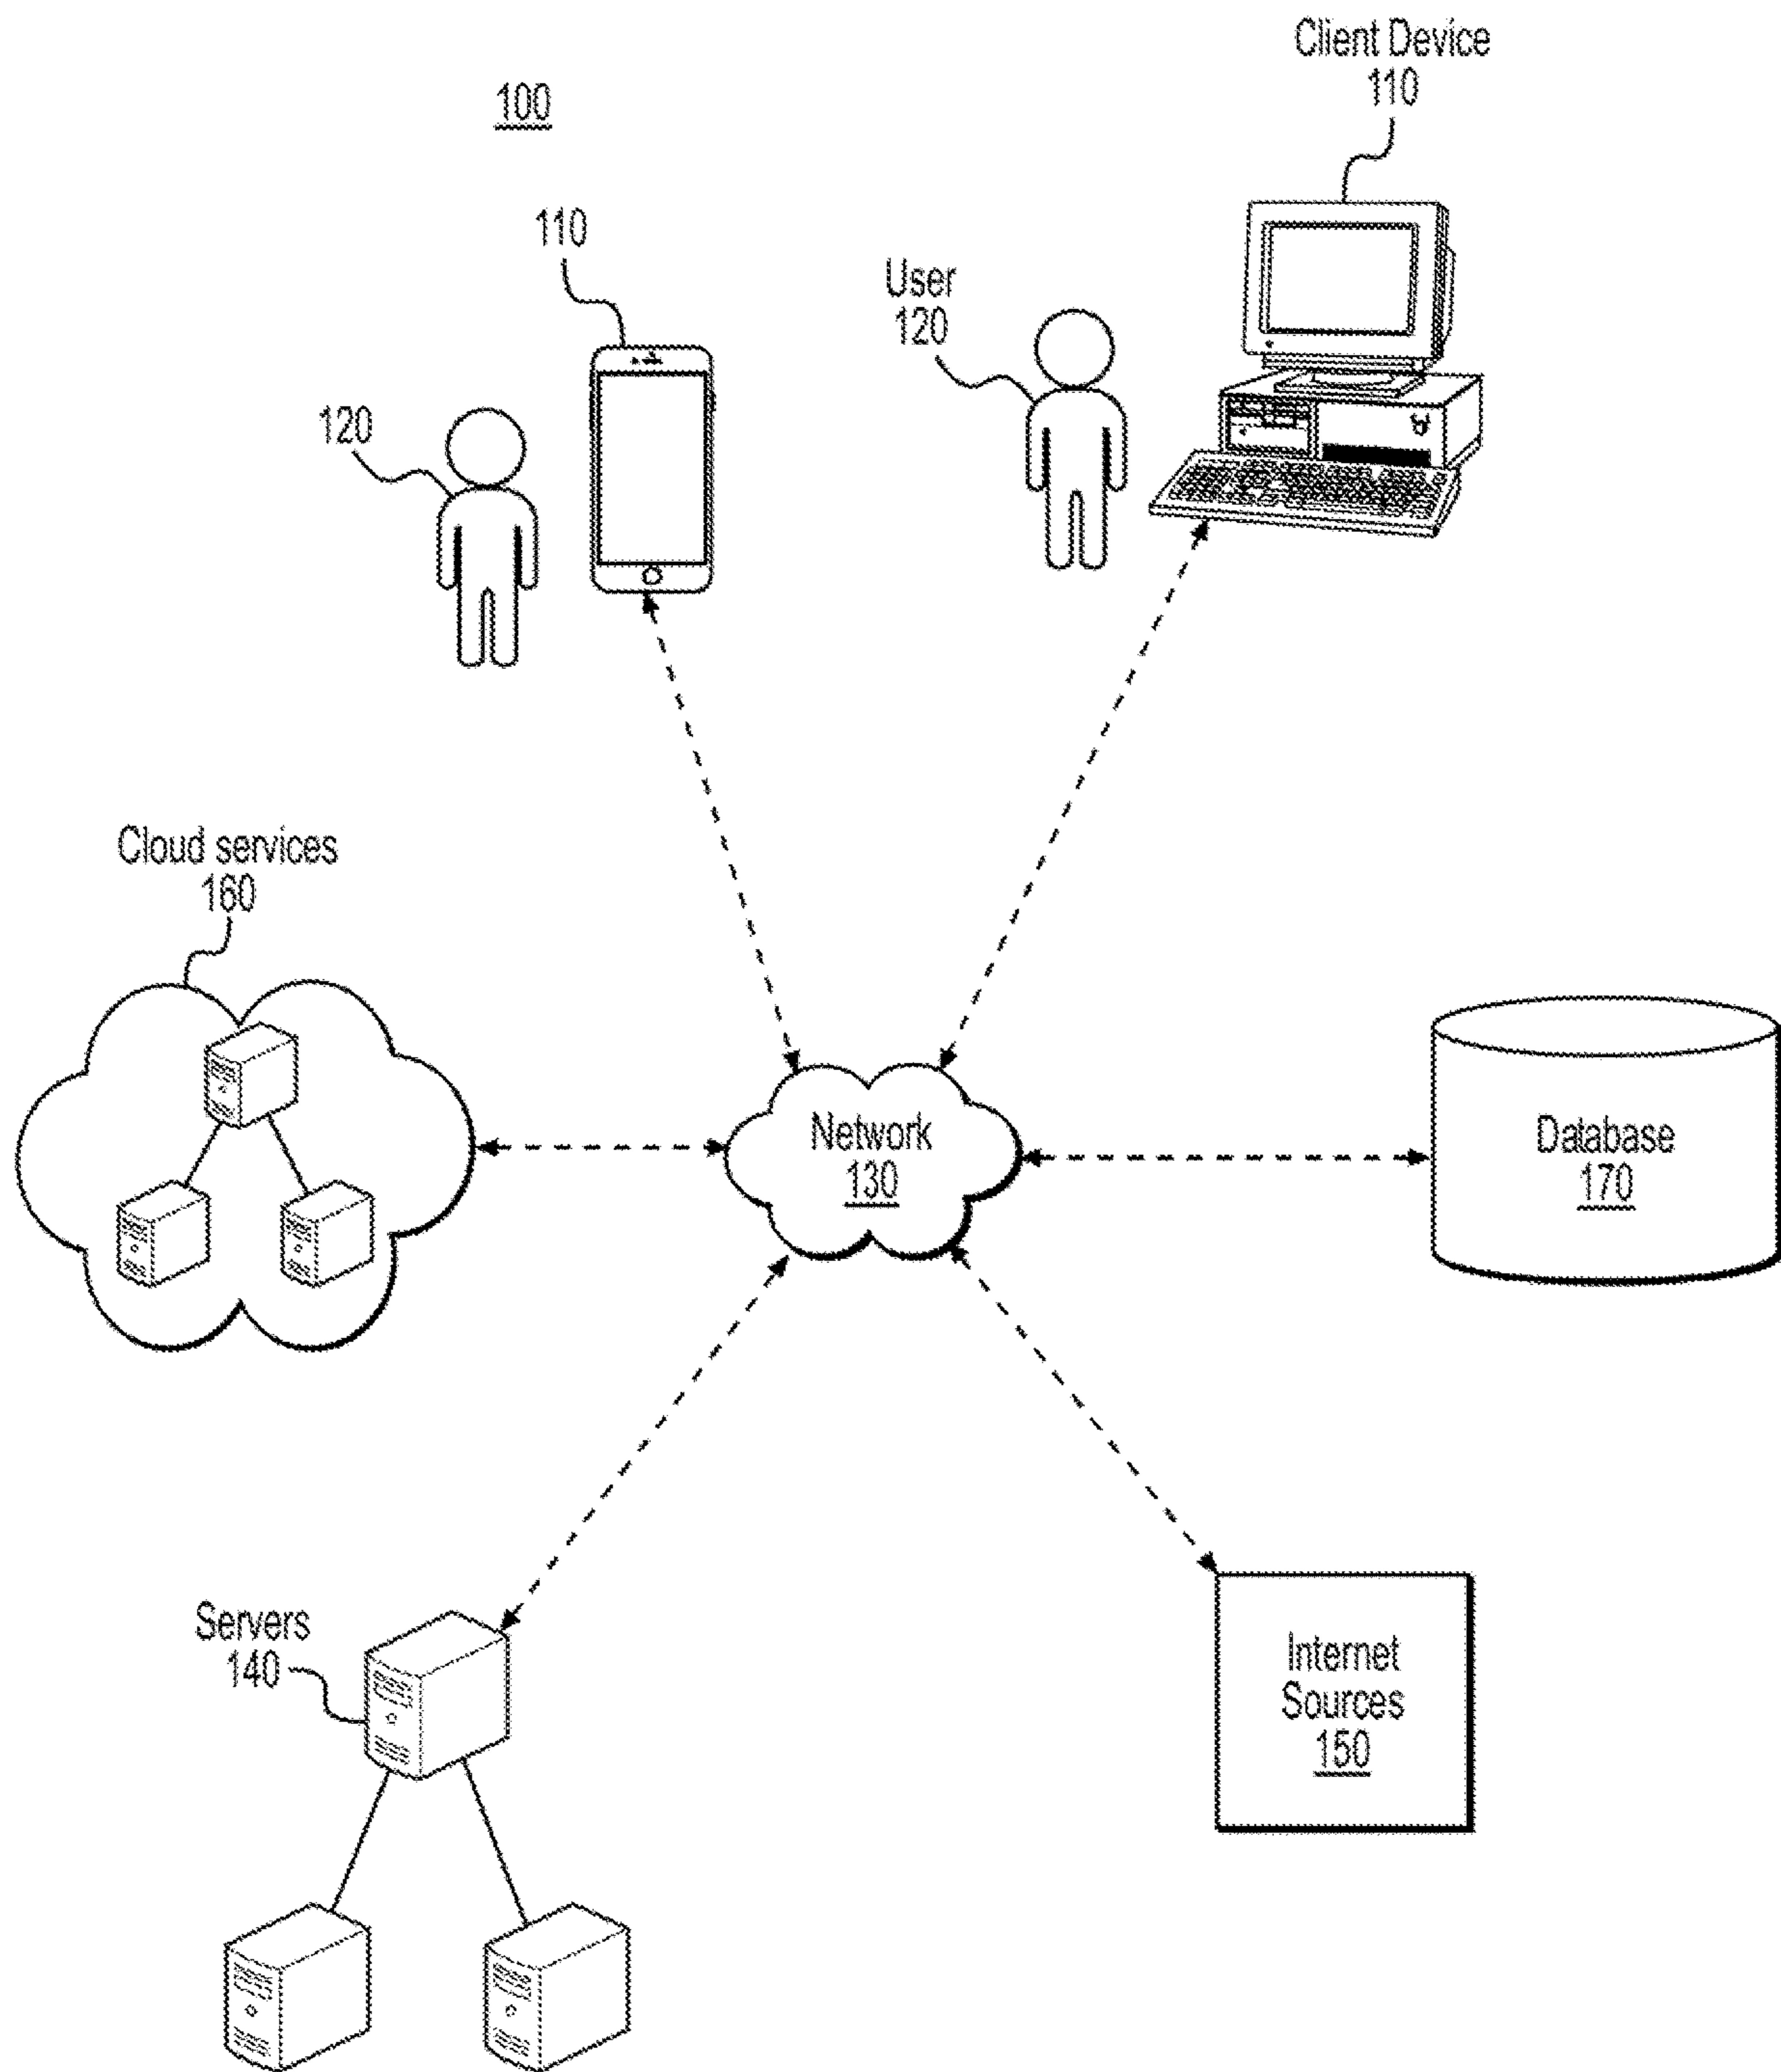 Client Device
110
100
110
User
120
120
Cloud services
160
Network
130
Database
170
Servers
140
Internet
Sources
150